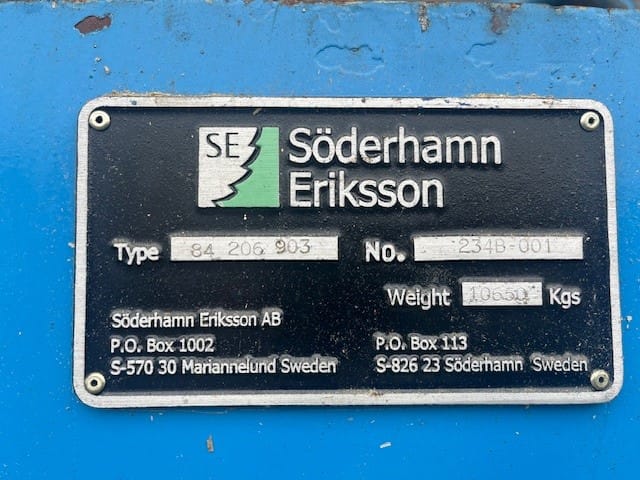 SE Söderhamn
Eriksson
Type 84 206 903 No. 234B-001
Weight 10650 Kgs
Söderhamn Eriksson AB
P.O. Box 1002
S-570 30 Mariannelund Sweden
P.O. Box 113
S-826 23 Söderhamn Sweden